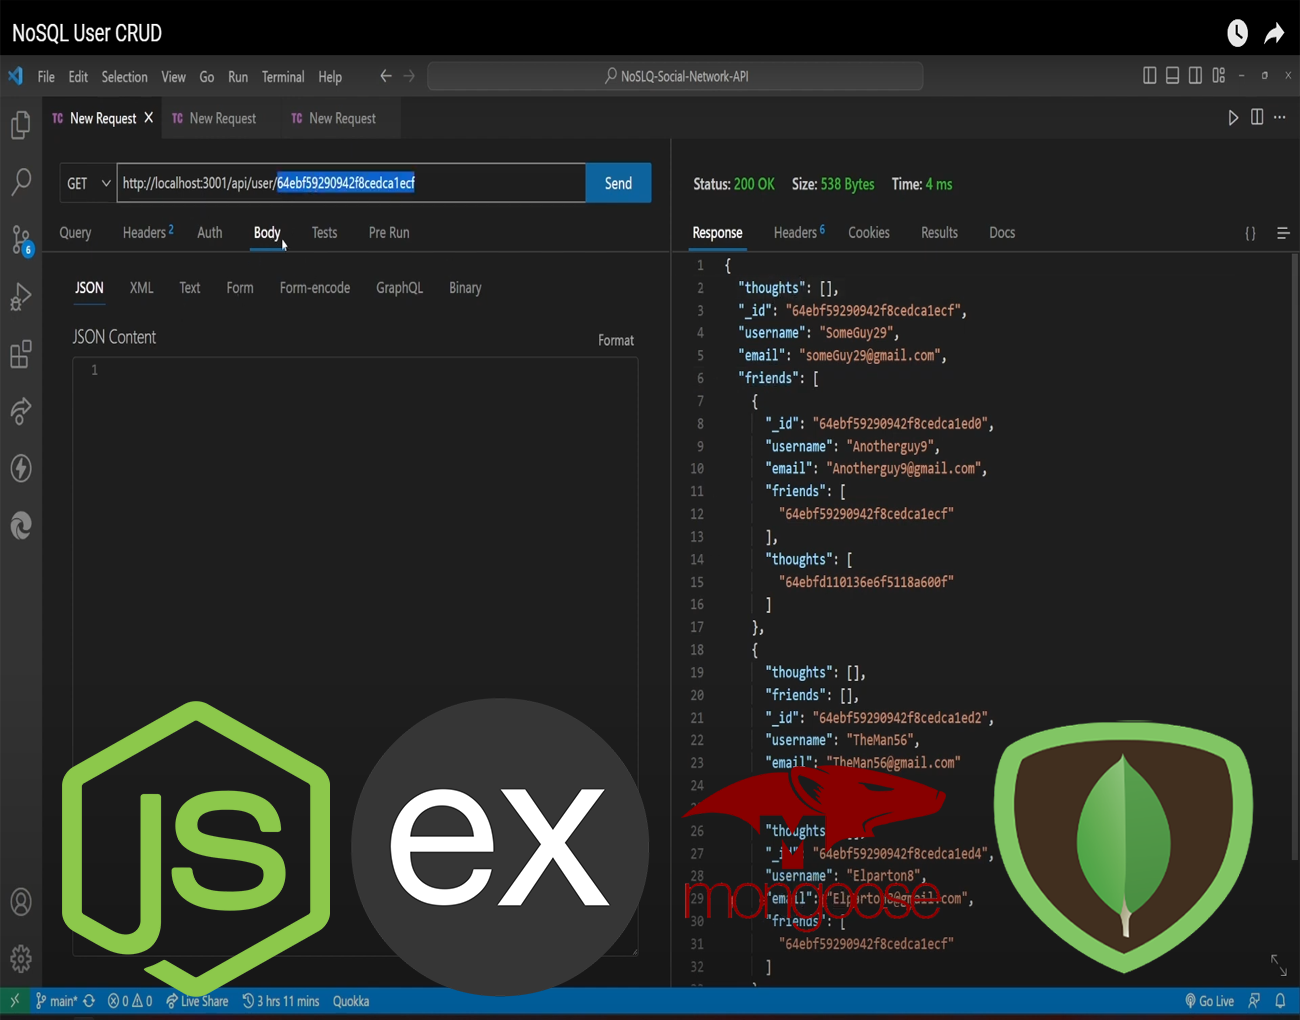 NoSQL User CRUD
File Edit Selection View Go Run Terminal Help
NoSLQ-Social-Network-API
TC New Request
TC New Request
TC New Request
GET http://localhost:3001/api/user/64ebf59290942f8cedca1ecf Send
Query Headers 2 Auth Body Tests Pre Run
JSON XML Text Form Form-encode GraphQL Binary
JSON Content
Format
1
Status: 200 OK Size: 538 Bytes Time: 4 ms
Response Headers 6 Cookies Results Docs {}
1 {
2 "thoughts": [],
3 "_id": "64ebf59290942f8cedca1ecf",
4 "username": "SomeGuy29",
5 "email": "someGuy29@gmail.com",
6 "friends": [
7 {
8 "_id": "64ebf59290942f8cedca1ed0",
9 "username": "Anotherguy9",
10 "email": "Anotherguy9@gmail.com",
11 "friends": [
12 "64ebf59290942f8cedca1ecf"
13 ],
14 "thoughts": [
15 "64ebfd110136e6f5118a600f"
16 ]
17 },
18 {
19 "thoughts": [],
20 "friends": [],
21 "_id": "64ebf59290942f8cedca1ed2",
22 "username": "TheMan56",
23 "email": "TheMan56@gmail.com"
24
26 "thoughts
27 "_id": "64ebf59290942f8cedca1ed4",
28 "username": "Elparton8",
29 "email":
30 "friends": [
31 "64ebf59290942f8cedca1ecf"
32 ]
6
JS
ex
mongoose
main* 0 0 Live Share 3 hrs 11 mins Quokka
Go Live